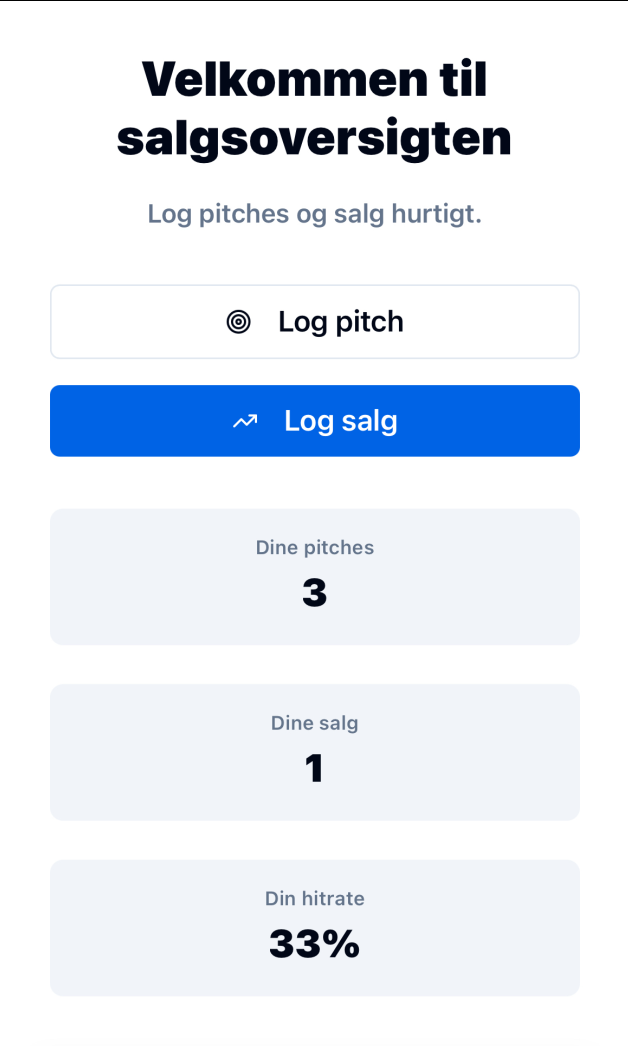 Velkommen til
salgsoversigten
Log pitches og salg hurtigt.
Log pitch
Log salg
Dine pitches
3
Dine salg
1
Din hitrate
33%